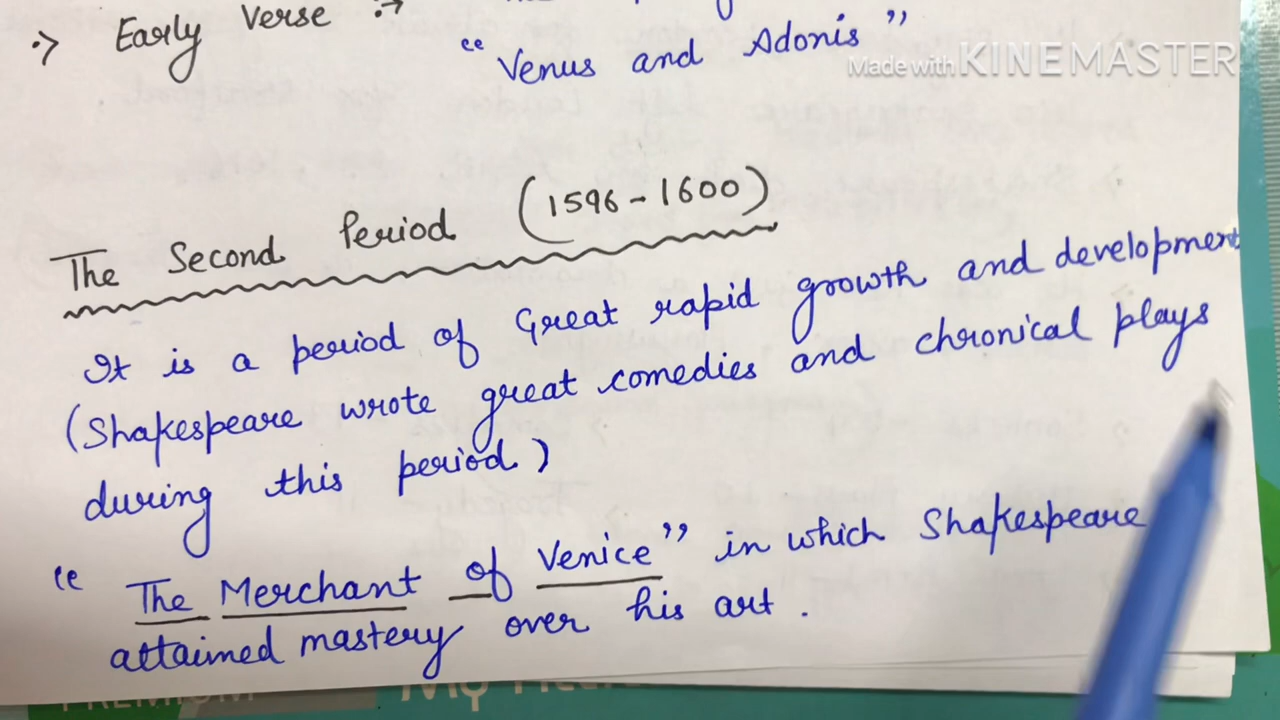 :→ Early Verse :→
“ Venus and Adonis ”
Made with KINEMASTER
The Second Period (1596 - 1600)
It is a period of Great rapid growth and development
(Shakespeare wrote great comedies and chronical plays
during this period)
“ The Merchant of Venice ” in which Shakespeare
attained mastery over his art .